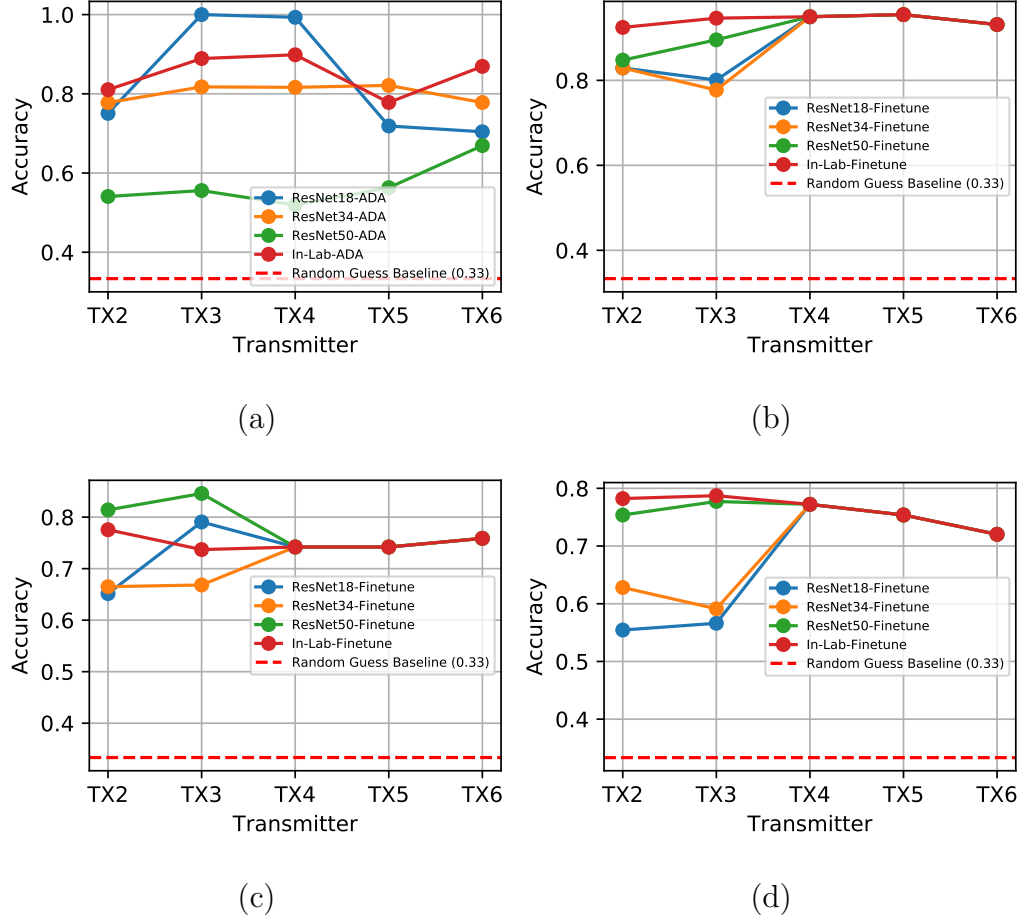 1.0
0.8
0.6
0.4
Accuracy
ResNet18-ADA
ResNet34-ADA
ResNet50-ADA
In-Lab-ADA
Random Guess Baseline (0.33)
TX2 TX3 TX4 TX5 TX6
Transmitter
(a)
0.8
0.6
0.4
Accuracy
ResNet18-Finetune
ResNet34-Finetune
ResNet50-Finetune
In-Lab-Finetune
Random Guess Baseline (0.33)
TX2 TX3 TX4 TX5 TX6
Transmitter
(b)
0.8
0.7
0.6
0.5
0.4
Accuracy
ResNet18-Finetune
ResNet34-Finetune
ResNet50-Finetune
In-Lab-Finetune
Random Guess Baseline (0.33)
TX2 TX3 TX4 TX5 TX6
Transmitter
(c)
0.8
0.7
0.6
0.5
0.4
Accuracy
ResNet18-Finetune
ResNet34-Finetune
ResNet50-Finetune
In-Lab-Finetune
Random Guess Baseline (0.33)
TX2 TX3 TX4 TX5 TX6
Transmitter
(d)